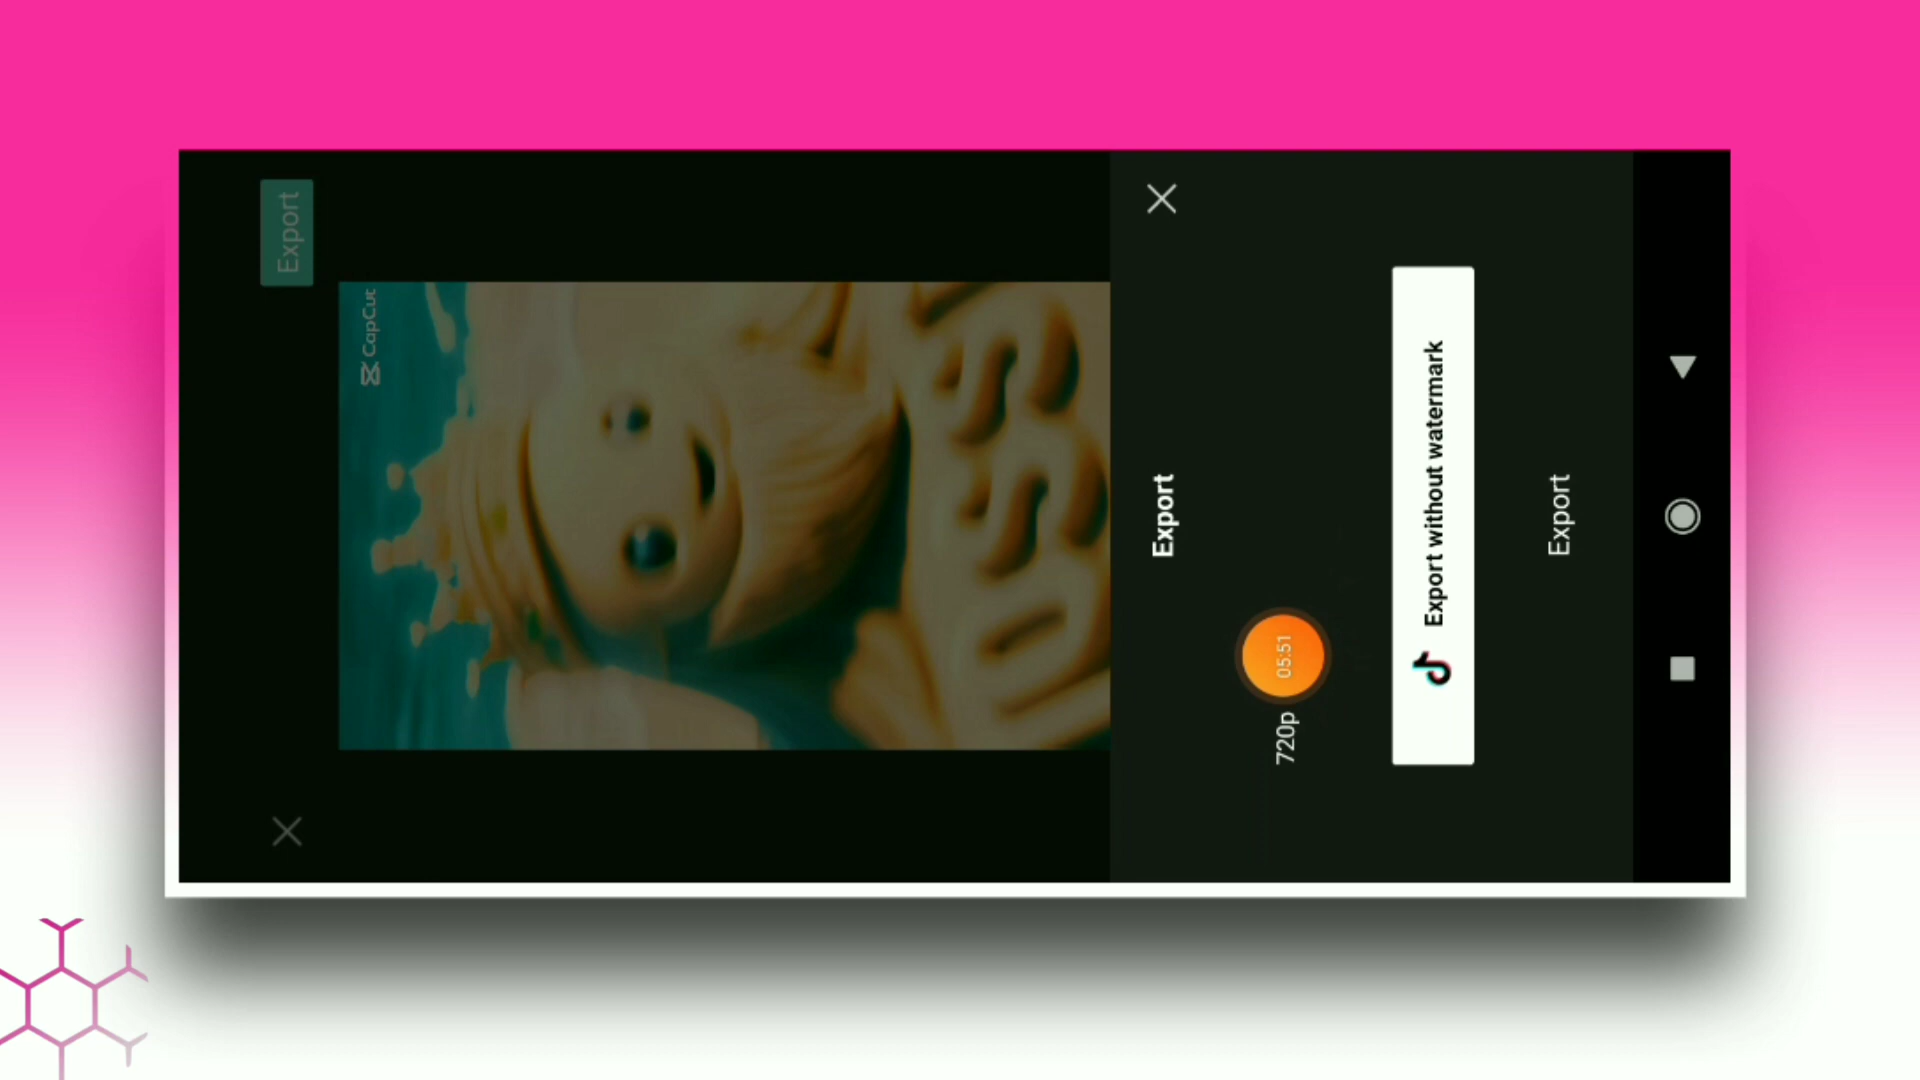 Export
CapCut
Export
05:51
720p
Export without watermark
Export